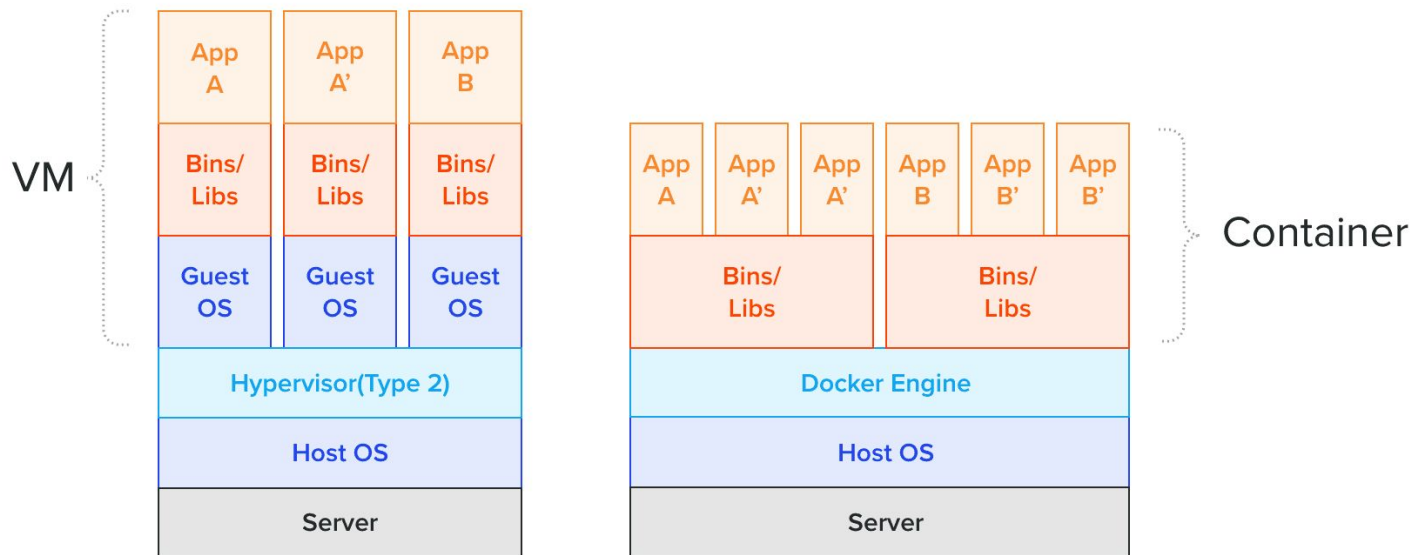 VM
App
A
App
A’
App
B
Bins/
Libs
Bins/
Libs
Bins/
Libs
Guest
OS
Guest
OS
Guest
OS
Hypervisor(Type 2)
Host OS
Server
App
A
App
A’
App
A’
App
B
App
B’
App
B’
Bins/
Libs
Bins/
Libs
Docker Engine
Host OS
Server
Container